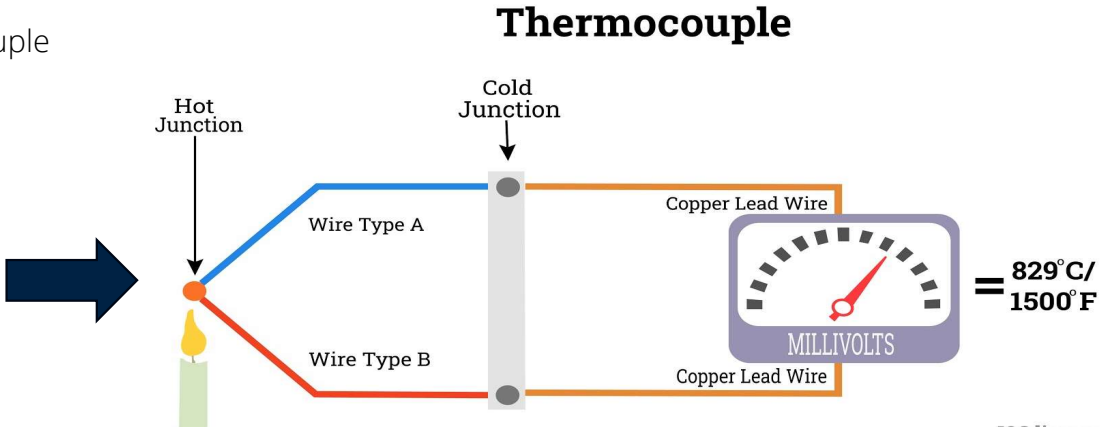 Thermocouple
uple
Cold
Junction
Hot
Junction
Copper Lead Wire
Wire Type A
829°C/
1500°F
MILLIVOLTS
Wire Type B
Copper Lead Wire